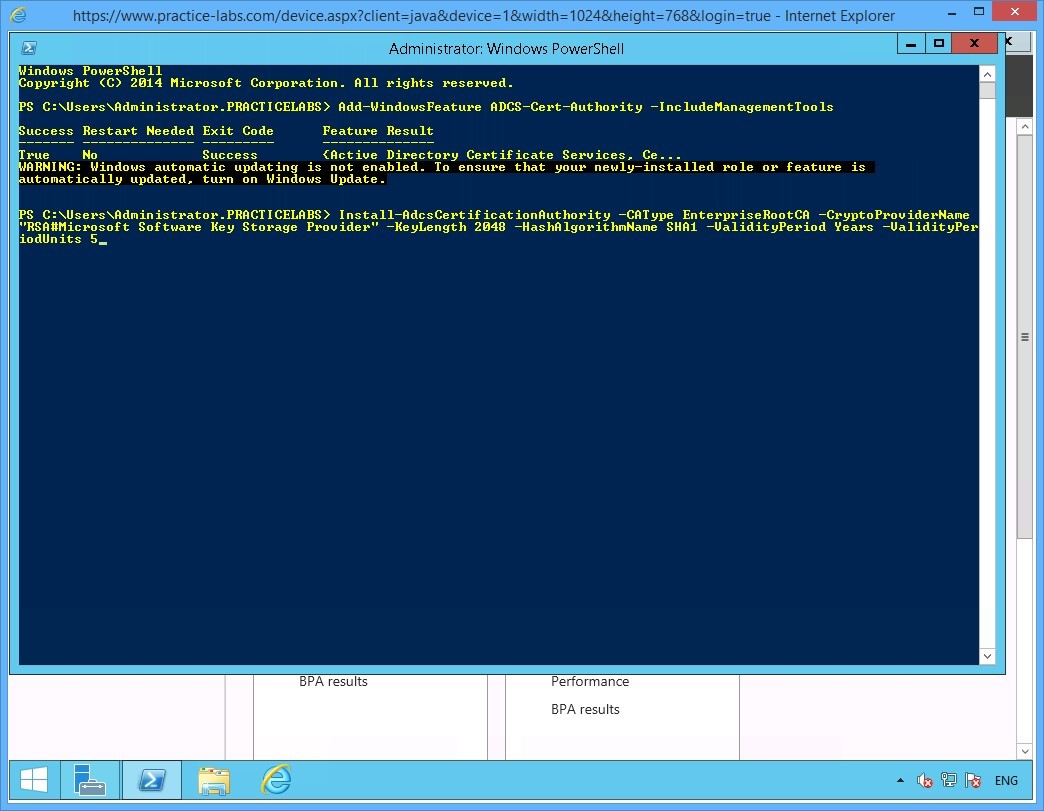 https://www.practice-labs.com/device.aspx?client=java&device=1&width=1024&height=768&login=true - Internet Explorer
Administrator: Windows PowerShell
Windows PowerShell
Copyright (C) 2014 Microsoft Corporation. All rights reserved.
PS C:\Users\Administrator.PRACTICELABS> Add-WindowsFeature ADCS-Cert-Authority -IncludeManagementTools
Success Restart Needed Exit Code      Feature Result
------- -------------- ---------      --------------
True    No             Success        {Active Directory Certificate Services, Ce...
WARNING: Windows automatic updating is not enabled. To ensure that your newly-installed role or feature is
automatically updated, turn on Windows Update.
PS C:\Users\Administrator.PRACTICELABS> Install-AdcsCertificationAuthority -CAType EnterpriseRootCA -CryptoProviderName
"RSA#Microsoft Software Key Storage Provider" -KeyLength 2048 -HashAlgorithmName SHA1 -ValidityPeriod Years -ValidityPer
iodUnits 5_
BPA results
Performance
BPA results
ENG